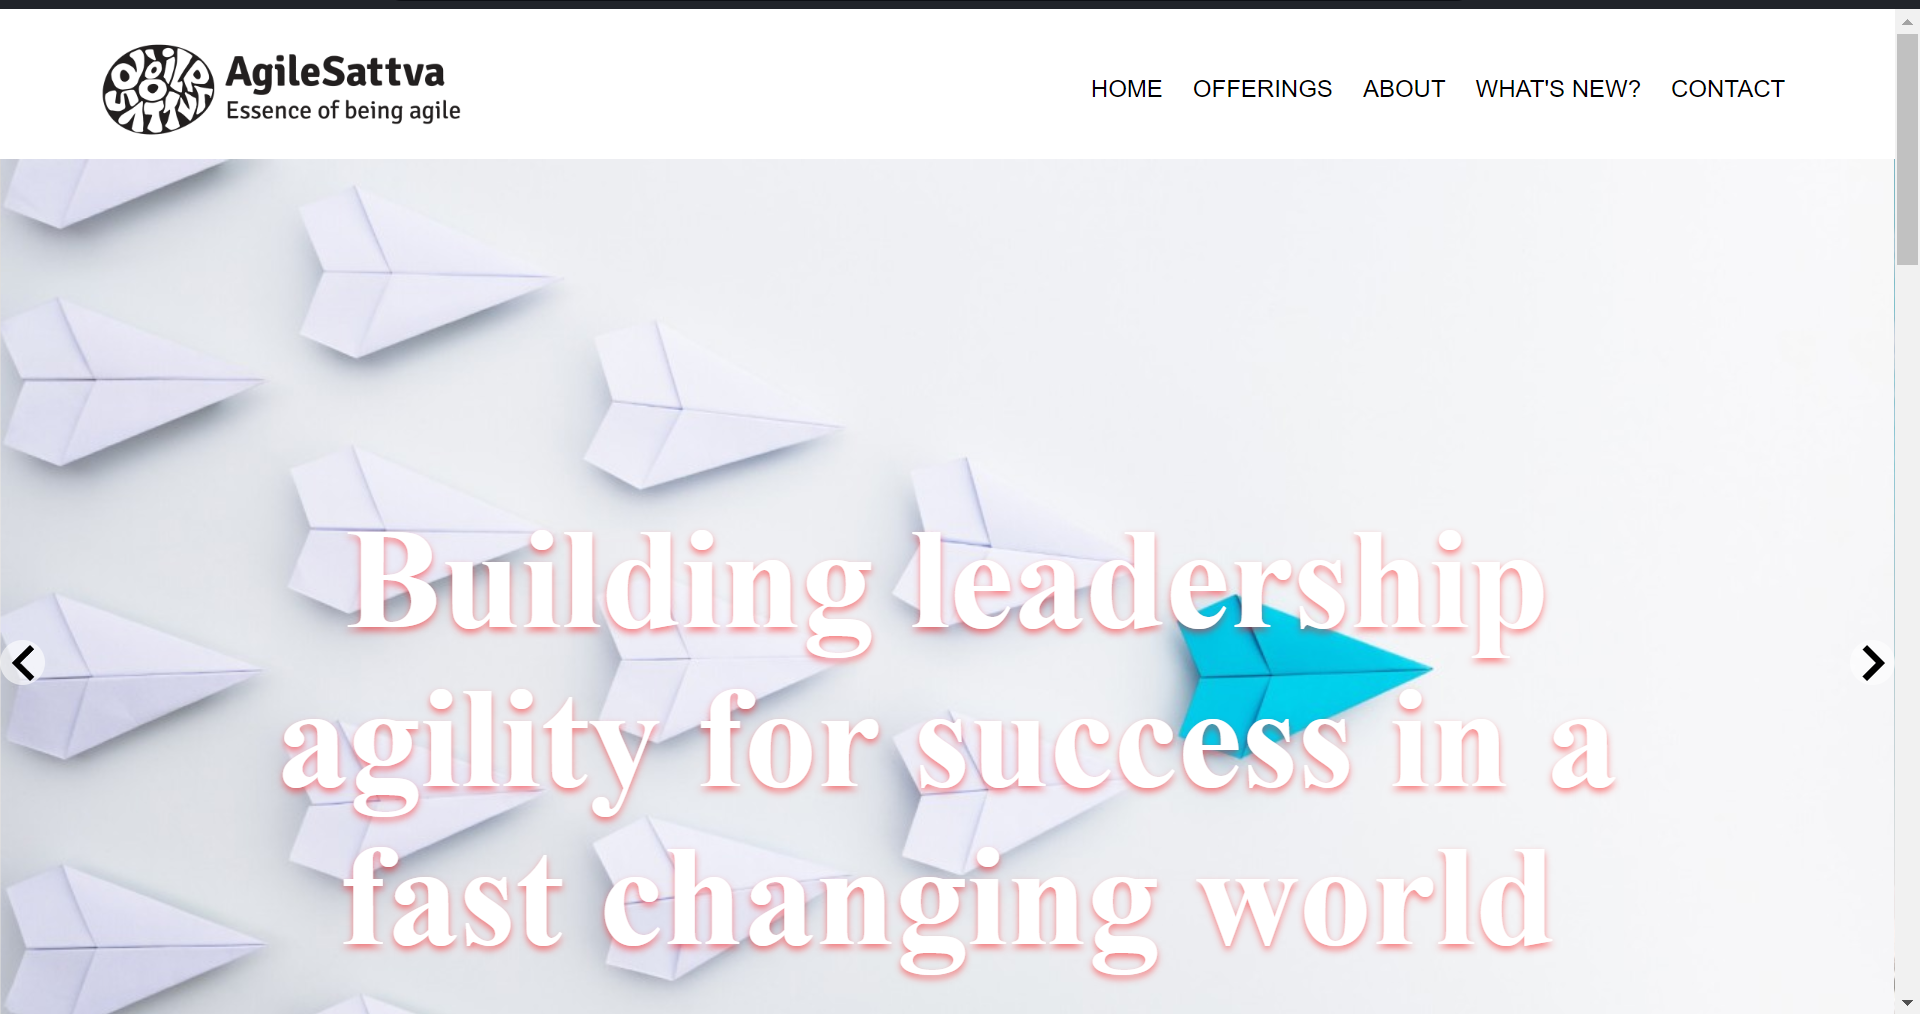 AgileSattva
Essence of being agile
HOME OFFERINGS ABOUT WHAT'S NEW? CONTACT
Building leadership
agility for success in a
fast changing world